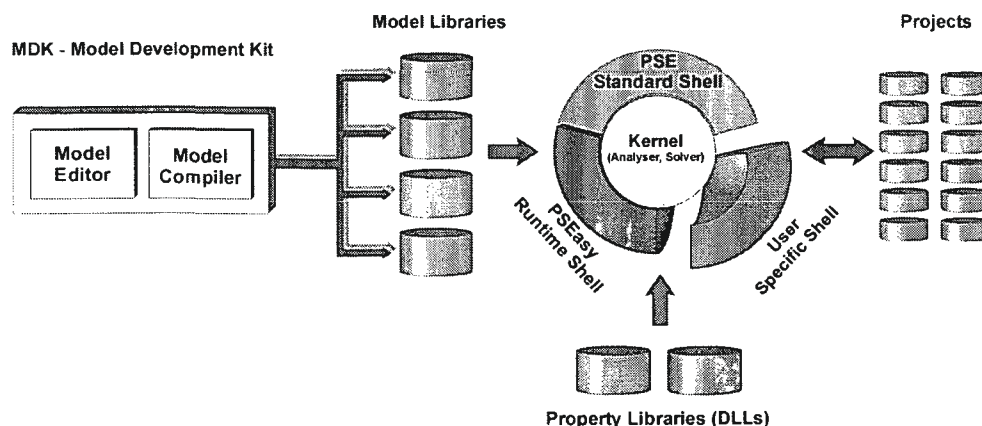 Model Libraries
Projects
MDK - Model Development Kit
PSE
Standard Shell
Model
Editor
Model
Compiler
Kernel
(Analyser, Solver)
PSEasy
Runtime Shell
User
Specific Shell
Property Libraries (DLLs)